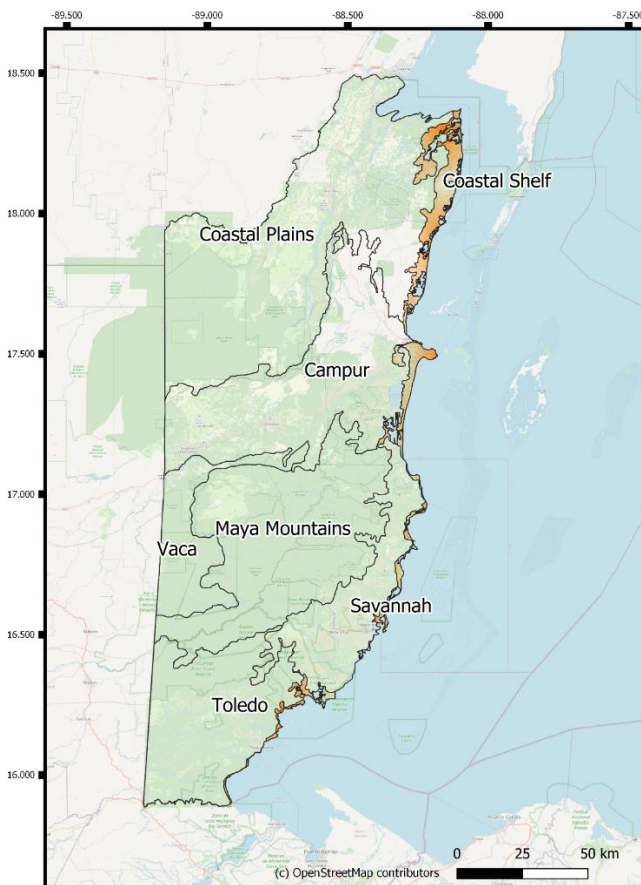 -89.500
-89.000
-88.500
-88.000
-87.500
18.500
Coastal Shelf
18.000
Coastal Plains
17.500
Campur
17.000
Maya Mountains
Vaca
Savannah
16.500
Toledo
16.000
0 25 50 km
(c) OpenStreetMap contributors